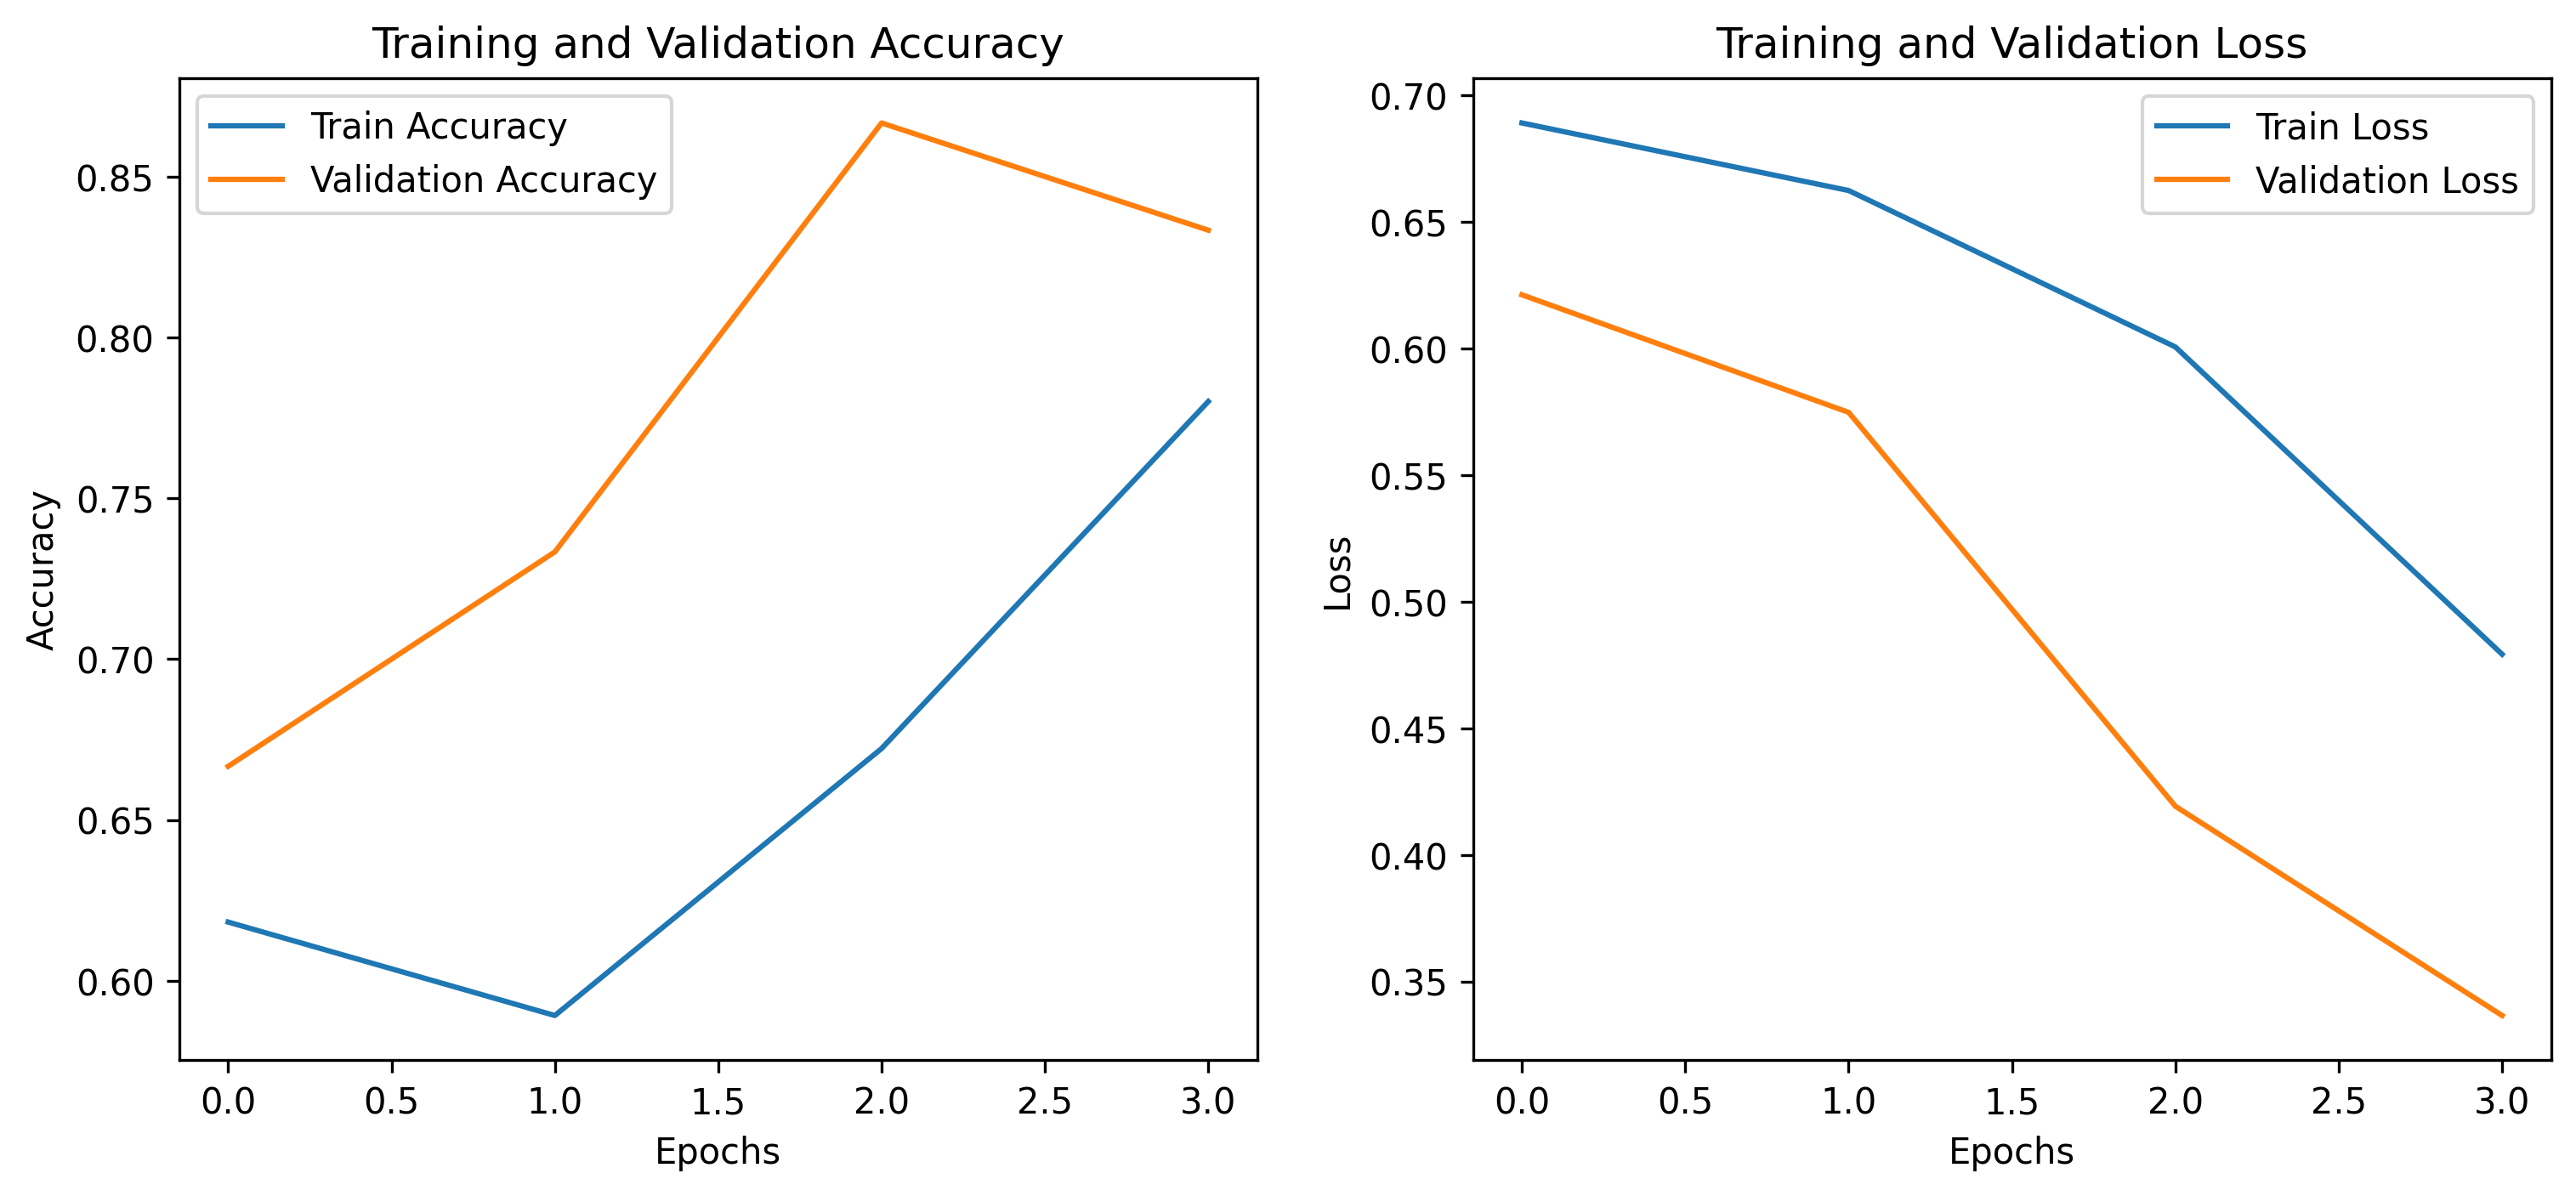 Training and Validation Accuracy
Train Accuracy
Validation Accuracy
0.85
0.80
0.75
0.70
0.65
0.60
Accuracy
0.0 0.5 1.0 1.5 2.0 2.5 3.0
Epochs
Training and Validation Loss
Train Loss
Validation Loss
0.70
0.65
0.60
0.55
0.50
0.45
0.40
0.35
Loss
0.0 0.5 1.0 1.5 2.0 2.5 3.0
Epochs